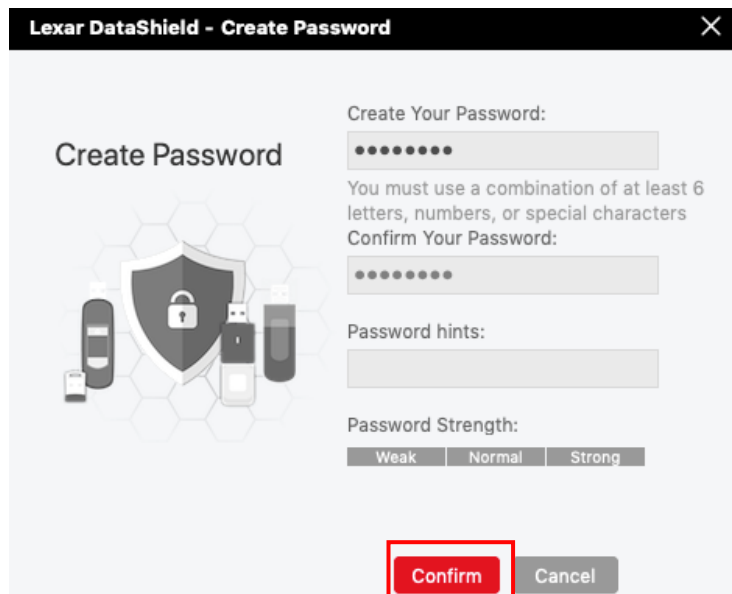 Lexar DataShield - Create Password
Create Password
Create Your Password:
••••••••
You must use a combination of at least 6
letters, numbers, or special characters
Confirm Your Password:
••••••••
Password hints:
Password Strength:
Weak Normal Strong
Confirm Cancel